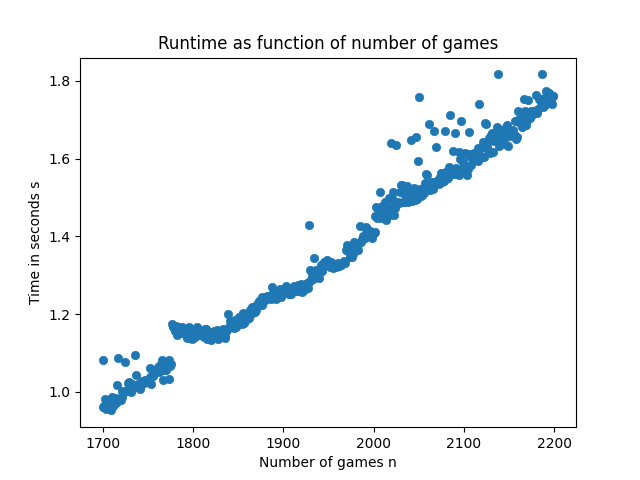 Runtime as function of number of games
1.8
1.6
1.4
1.2
1.0
Time in seconds s
1700 1800 1900 2000 2100 2200
Number of games n